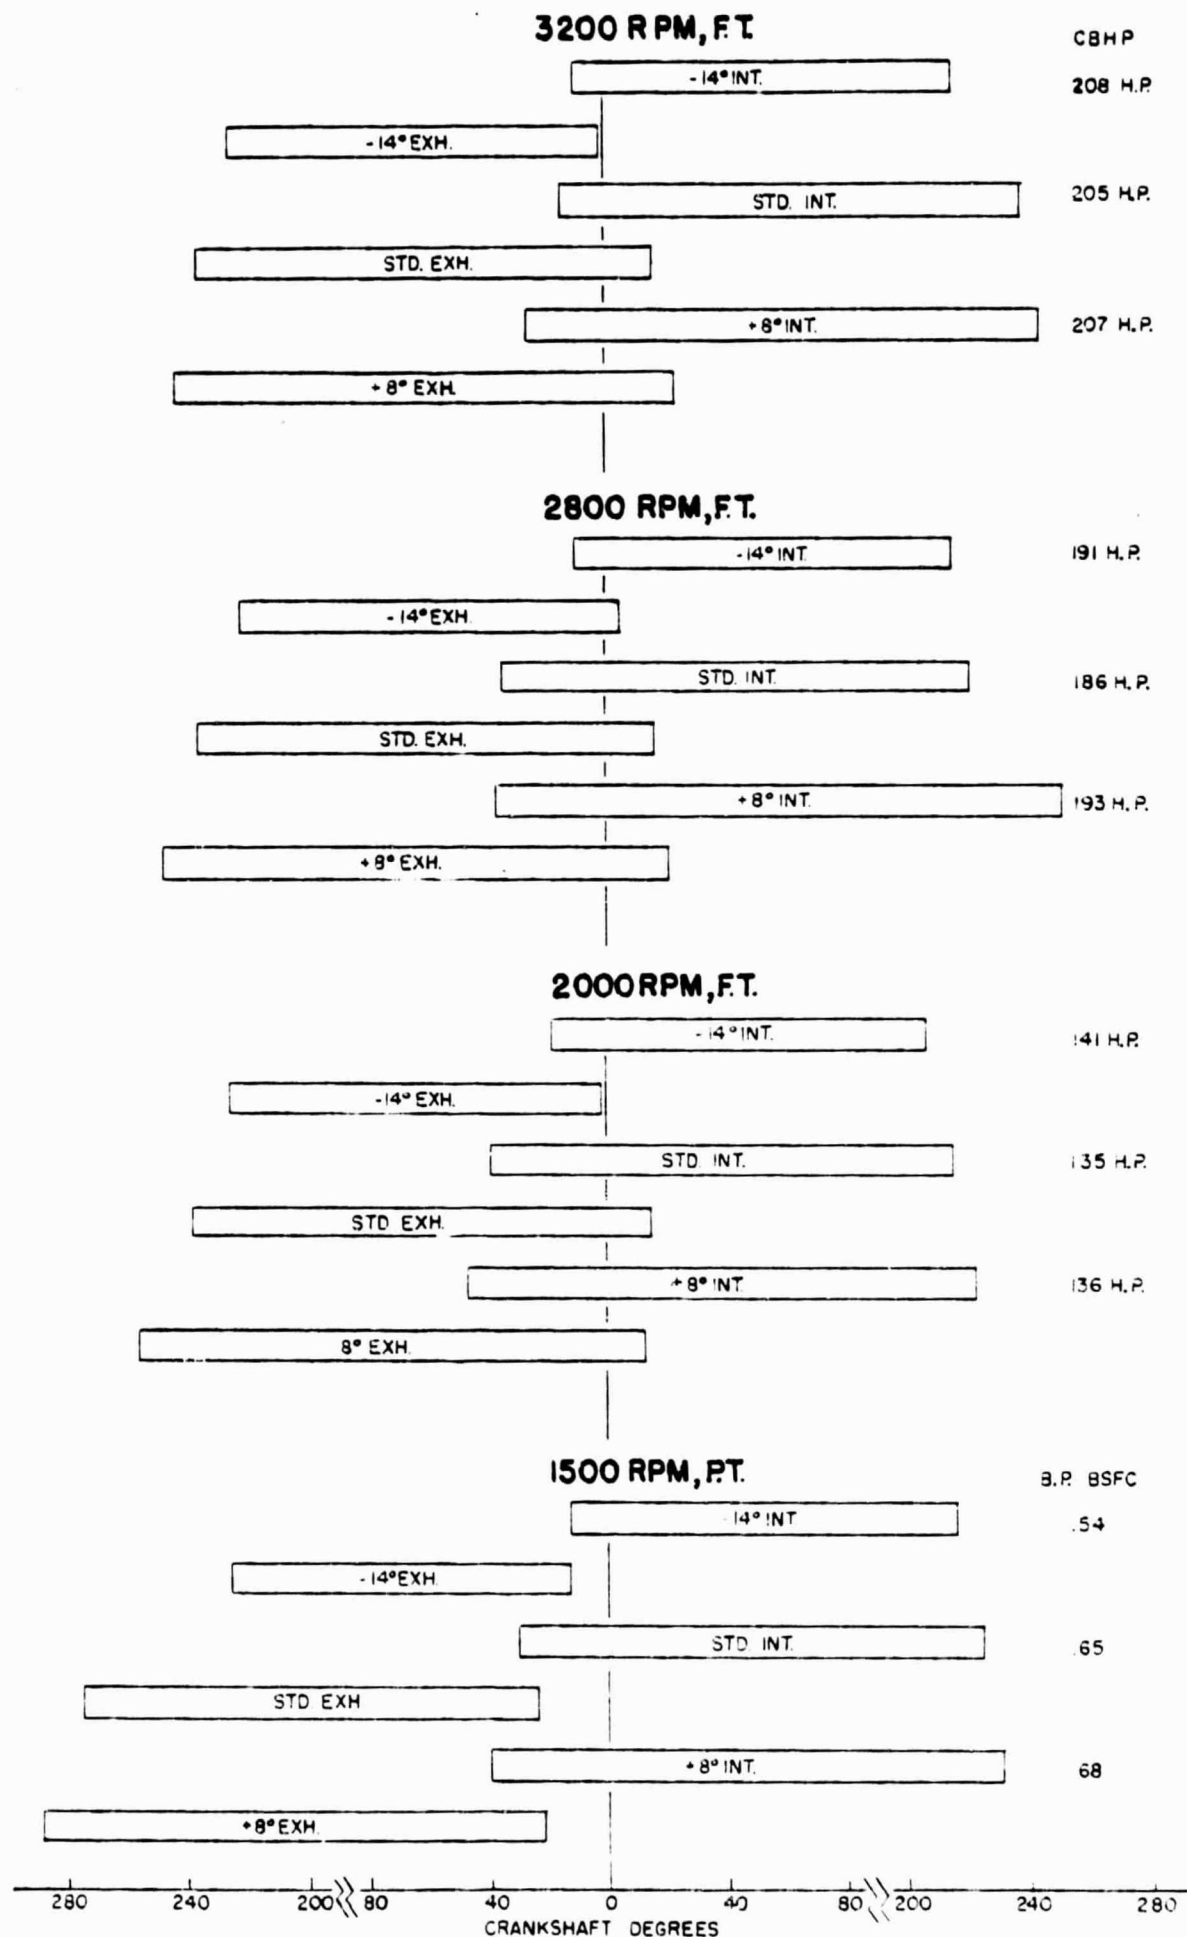 3200 RPM, F.T.
CBHP
-14° INT. 208 H.P.
-14° EXH.
STD. INT. 205 H.P.
STD. EXH.
+8° INT. 207 H.P.
+8° EXH.
2800 RPM, F.T.
-14° INT. 191 H.P.
-14° EXH.
STD. INT. 186 H.P.
STD. EXH.
+8° INT. 193 H.P.
+8° EXH.
2000 RPM, F.T.
-14° INT. 141 H.P.
-14° EXH.
STD. INT. 135 H.P.
STD EXH.
+8° INT. 136 H.P.
8° EXH.
1500 RPM, P.T.
B.P. BSFC
-14° INT .54
-14° EXH.
STD. INT. .65
STD EXH
+8° INT. 68
+8° EXH.
280 240 200 80 40 0 40 80 200 240 280
CRANKSHAFT DEGREES